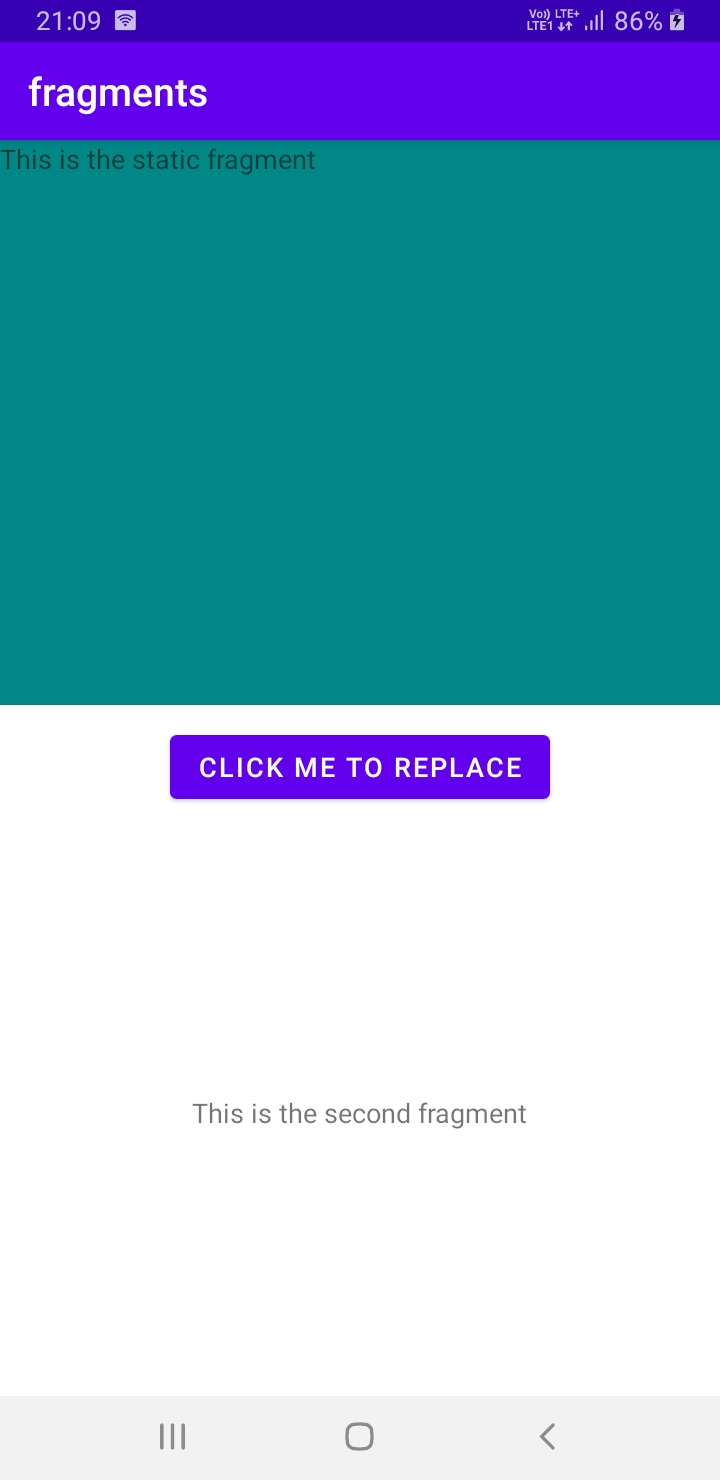 21:09 Vo)) LTE+ 86%
LTE1
fragments
This is the static fragment
CLICK ME TO REPLACE
This is the second fragment